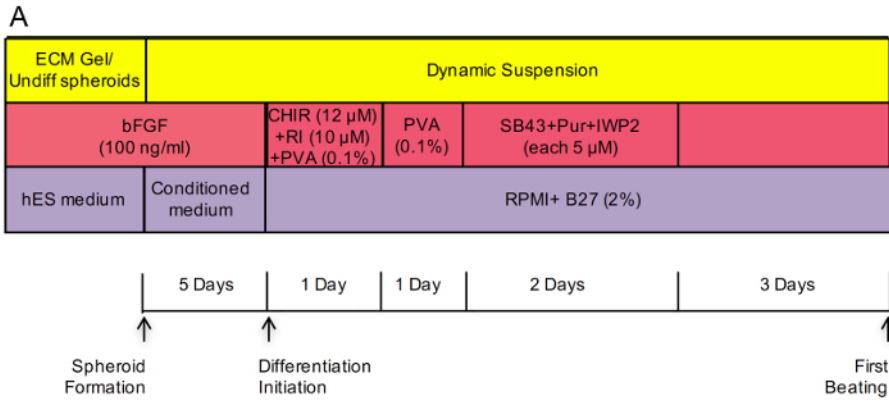 A
ECM Gel/
Undiff spheroids
Dynamic Suspension
bFGF
(100 ng/ml)
CHIR (12 µM)
+RI (10 µM)
+PVA (0.1%)
PVA
(0.1%)
SB43+Pur+IWP2
(each 5 µM)
hES medium
Conditioned
medium
RPMI+ B27 (2%)
5 Days
1 Day
1 Day
2 Days
3 Days
Spheroid
Formation
Differentiation
Initiation
First
Beating